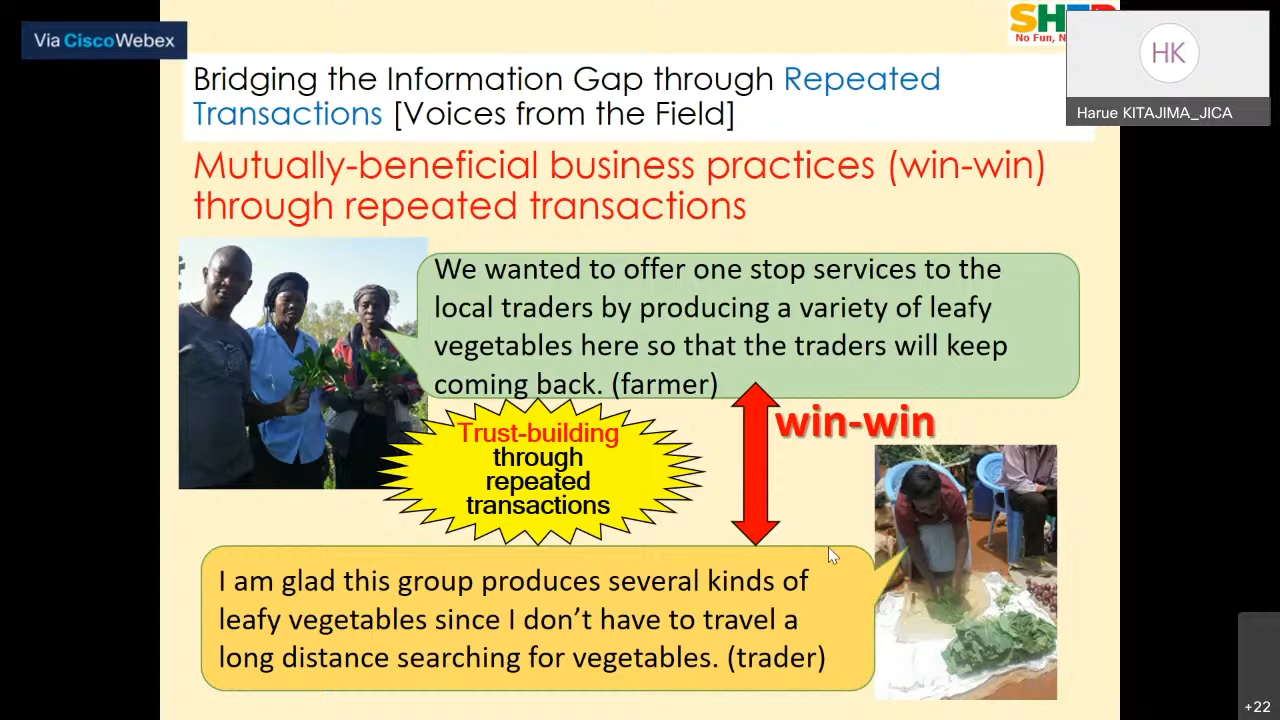 Via CiscoWebex
No Fun, N
HK
Harue KITAJIMA_JICA
Bridging the Information Gap through Repeated
Transactions [Voices from the Field]
Mutually-beneficial business practices (win-win)
through repeated transactions
We wanted to offer one stop services to the
local traders by producing a variety of leafy
vegetables here so that the traders will keep
coming back. (farmer)
win-win
Trust-building
through
repeated
transactions
I am glad this group produces several kinds of
leafy vegetables since I don’t have to travel a
long distance searching for vegetables. (trader)
+22